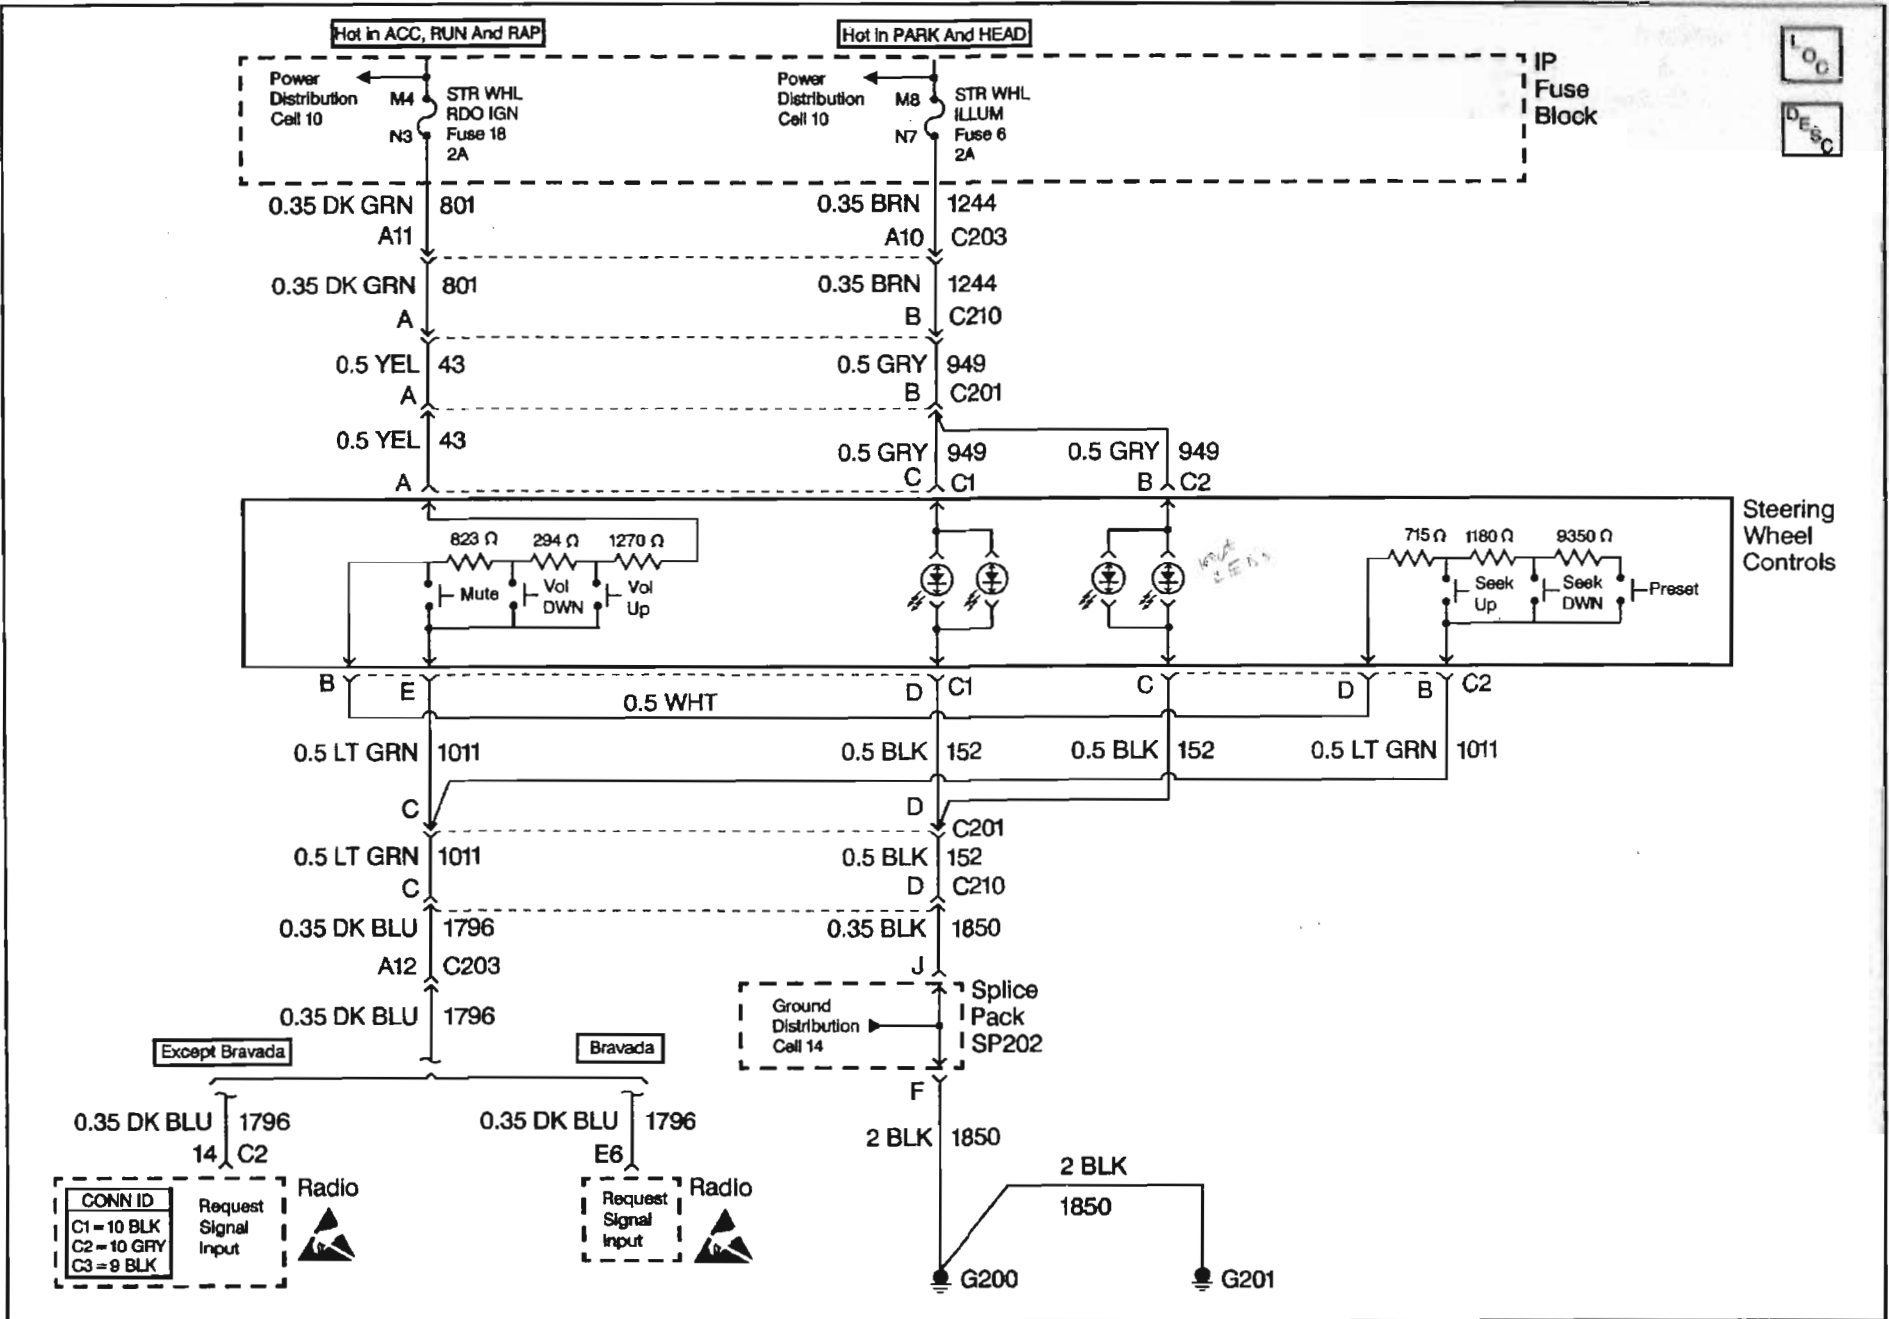 Hot in ACC, RUN And RAP
Hot in PARK And HEAD
L
O
C
D
E
S
C
IP
Fuse
Block
Power
Distribution
Cell 10
M4
N3
STR WHL
RDO IGN
Fuse 18
2A
Power
Distribution
Cell 10
M8
N7
STR WHL
ILLUM
Fuse 6
2A
0.35 DK GRN 801
0.35 BRN 1244
A11
A10 C203
0.35 DK GRN 801
0.35 BRN 1244
A
B C210
0.5 YEL 43
0.5 GRY 949
A
B C201
0.5 YEL 43
0.5 GRY 949
0.5 GRY 949
A
C C1
B C2
Steering
Wheel
Controls
823 Ω 294 Ω 1270 Ω
Mute
Vol
DWN
Vol
Up
715 Ω 1180 Ω 9350 Ω
Seek
Up
Seek
DWN
Preset
B E
D C1
C
D B C2
0.5 WHT
0.5 LT GRN 1011
0.5 BLK 152
0.5 BLK 152
0.5 LT GRN 1011
C
D
C201
0.5 LT GRN 1011
0.5 BLK 152
C
D C210
0.35 DK BLU 1796
0.35 BLK 1850
A12 C203
J
0.35 DK BLU 1796
Ground
Distribution
Cell 14
Splice
Pack
SP202
Except Bravada
Bravada
F
0.35 DK BLU 1796
0.35 DK BLU 1796
2 BLK 1850
14 C2
E6
2 BLK
1850
CONN ID
C1 = 10 BLK
C2 = 10 GRY
C3 = 9 BLK
Request
Signal
Input
Radio
Request
Signal
Input
Radio
G200
G201